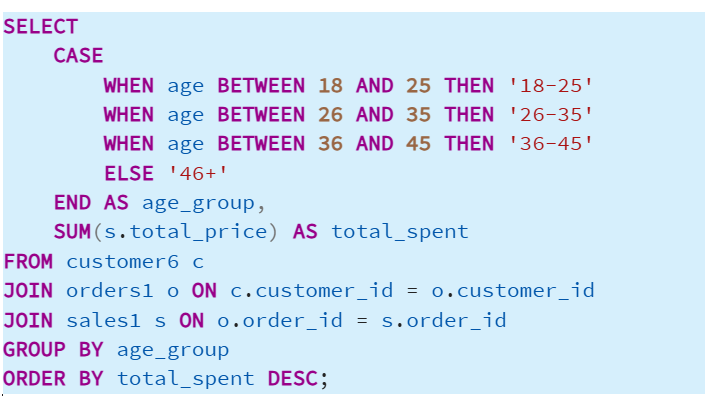 SELECT
    CASE
        WHEN age BETWEEN 18 AND 25 THEN '18-25'
        WHEN age BETWEEN 26 AND 35 THEN '26-35'
        WHEN age BETWEEN 36 AND 45 THEN '36-45'
        ELSE '46+'
    END AS age_group,
    SUM(s.total_price) AS total_spent
FROM customer6 c
JOIN orders1 o ON c.customer_id = o.customer_id
JOIN sales1 s ON o.order_id = s.order_id
GROUP BY age_group
ORDER BY total_spent DESC;